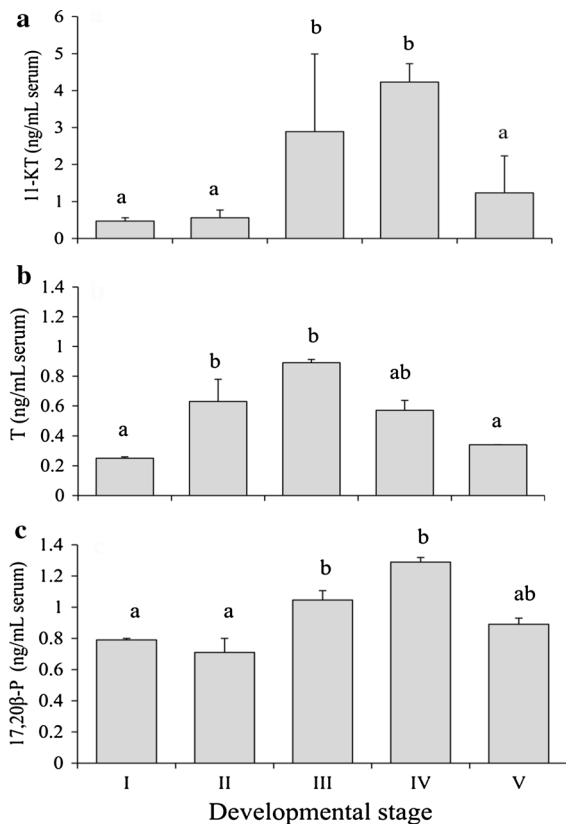 a
11-KT (ng/mL serum)
6
5
4
3
2
1
0
a
a
b
b
a
b
T (ng/mL serum)
1.4
1.2
1
0.8
0.6
0.4
0.2
0
a
b
b
ab
a
c
17,20β-P (ng/mL serum)
1.4
1.2
1
0.8
0.6
0.4
0.2
0
a
a
b
b
ab
I II III IV V
Developmental stage